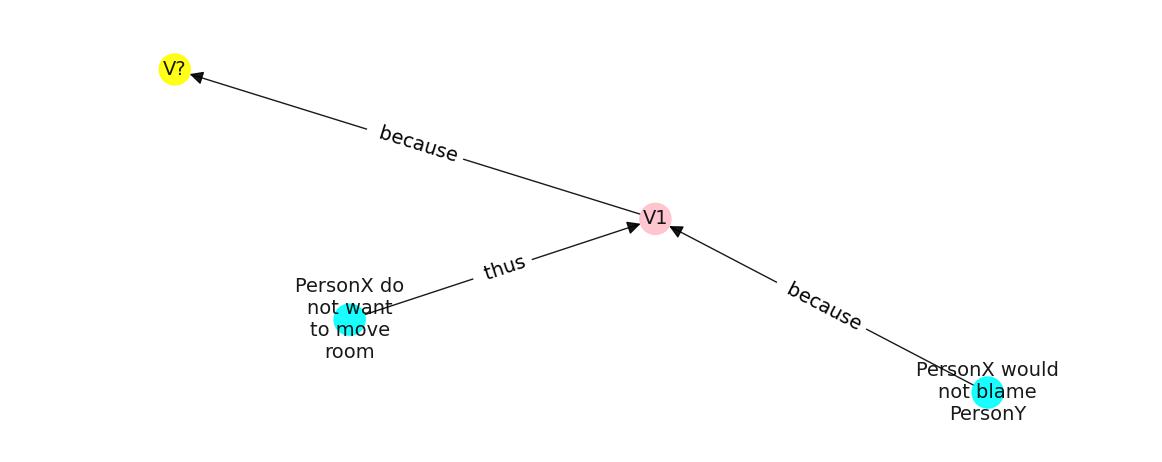 V?
because
V1
thus
PersonX do
not want
to move
room
because
PersonX would
not blame
PersonY